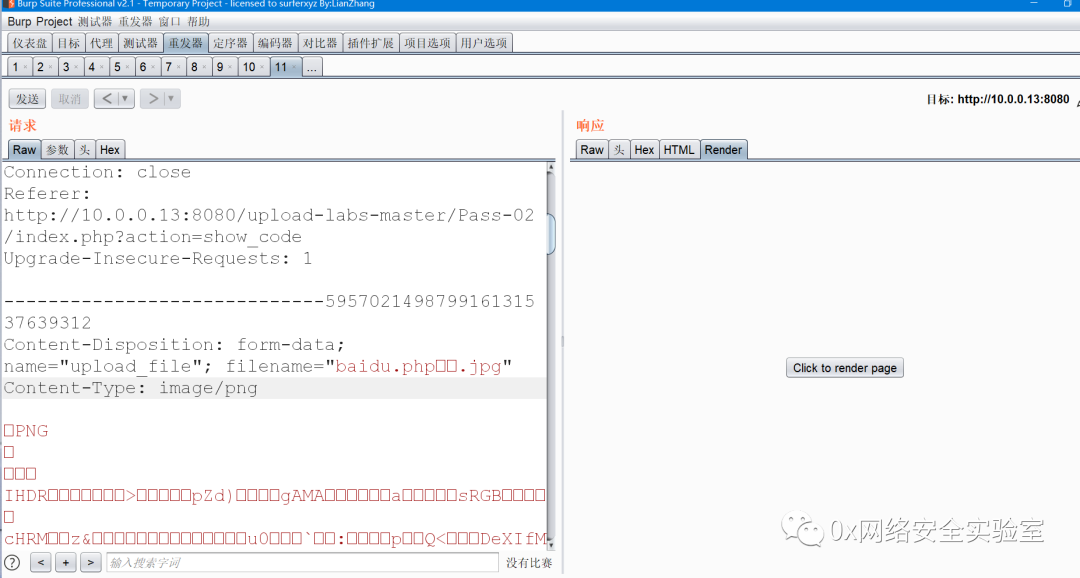 Burp Suite Professional v2.1 - Temporary Project - licensed to surferxyz By:LianZhang
Burp Project 测试器 重发器 窗口 帮助
仪表盘 目标 代理 测试器 重发器 定序器 编码器 对比器 插件扩展 项目选项 用户选项
1 × 2 × 3 × 4 × 5 × 6 × 7 × 8 × 9 × 10 × 11 × ...
发送 取消 < ▼ > ▼ 目标: http://10.0.0.13:8080
请求
响应
Raw 参数 头 Hex
Raw 头 Hex HTML Render
Connection: close
Referer:
http://10.0.0.13:8080/upload-labs-master/Pass-02
/index.php?action=show_code
Upgrade-Insecure-Requests: 1
-----------------------------5957021498799161315
37639312
Content-Disposition: form-data;
name="upload_file"; filename="baidu.php□□.jpg"
Content-Type: image/png
□PNG
□
□□□
IHDR□□□□□□□>□□□□□pZd)□□□□gAMA□□□□□□a□□□□□sRGB□□□□
□
cHRM□□z&□□□□□□□□□□□□□□u0□□□`□□:□□□□p□□Q<□□□DeXIfM
Click to render page
? < + > 输入搜索字词 没有比赛
0x网络安全实验室